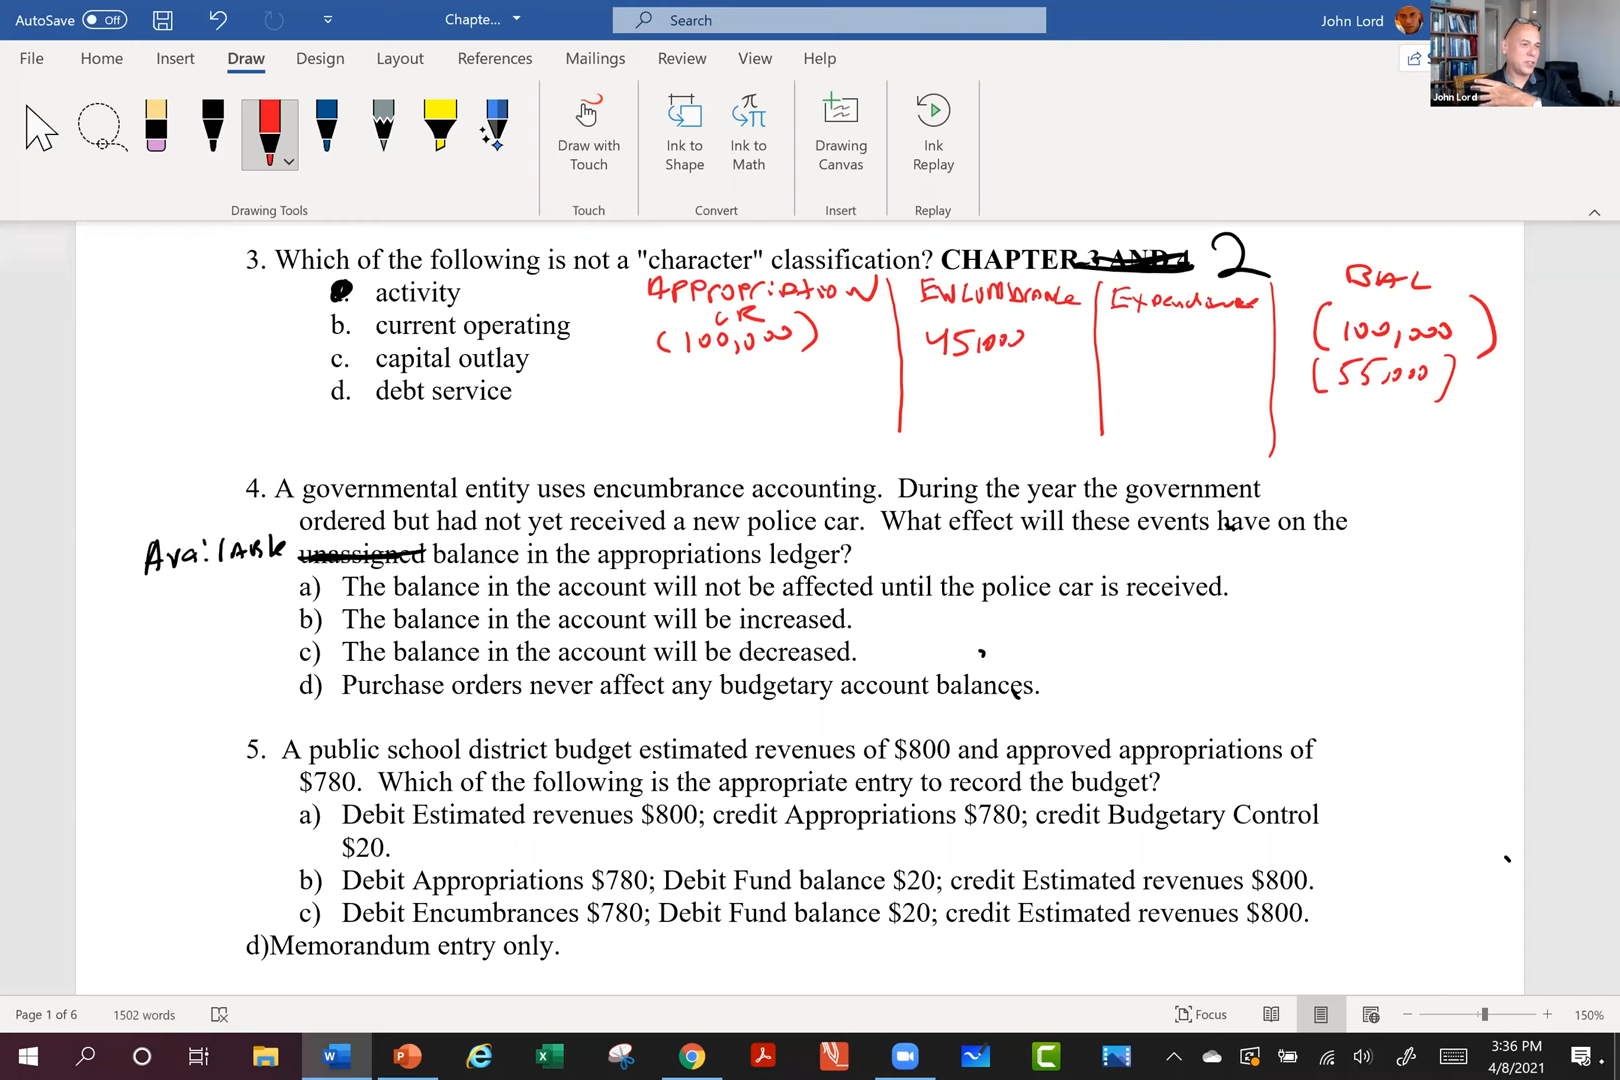 AutoSave Off Chapte... Search John Lord
File Home Insert Draw Design Layout References Mailings Review View Help
John Lord
Draw with Touch
Ink to Shape
Ink to Math
Drawing Canvas
Ink Replay
Drawing Tools Touch Convert Insert Replay
3. Which of the following is not a "character" classification? CHAPTER 3 AND 4 2
a. activity
b. current operating
c. capital outlay
d. debt service
Appropriation Encumbrance Expenditures BAL
CR
(100,000) 45,000 (100,000)
(55,000)
4. A governmental entity uses encumbrance accounting. During the year the government
ordered but had not yet received a new police car. What effect will these events have on the
Available unassigned balance in the appropriations ledger?
a) The balance in the account will not be affected until the police car is received.
b) The balance in the account will be increased.
c) The balance in the account will be decreased.
d) Purchase orders never affect any budgetary account balances.
5. A public school district budget estimated revenues of $800 and approved appropriations of
$780. Which of the following is the appropriate entry to record the budget?
a) Debit Estimated revenues $800; credit Appropriations $780; credit Budgetary Control
$20.
b) Debit Appropriations $780; Debit Fund balance $20; credit Estimated revenues $800.
c) Debit Encumbrances $780; Debit Fund balance $20; credit Estimated revenues $800.
d)Memorandum entry only.
Page 1 of 6 1502 words Focus 150%
3:36 PM
4/8/2021